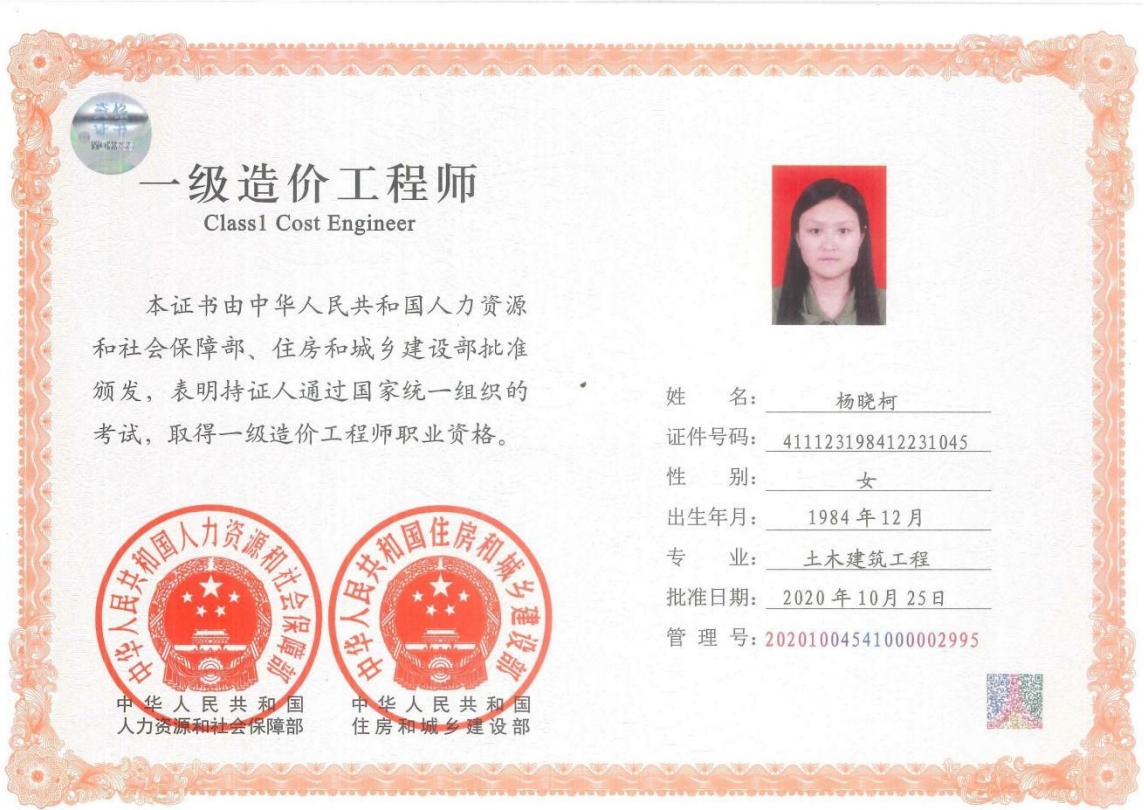 资格
证书
一级造价工程师
Class1 Cost Engineer
本证书由中华人民共和国人力资源
和社会保障部、住房和城乡建设部批准
颁发，表明持证人通过国家统一组织的
考试，取得一级造价工程师职业资格。
姓 名：杨晓柯
证件号码：411123198412231045
性 别：女
出生年月：1984年12月
专 业：土木建筑工程
批准日期：2020年10月25日
管 理 号：20201004541000002995
中华人民共和国人力资源和社会保障部
中华人民共和国住房和城乡建设部
中华人民共和国
人力资源和社会保障部
中华人民共和国
住房和城乡建设部